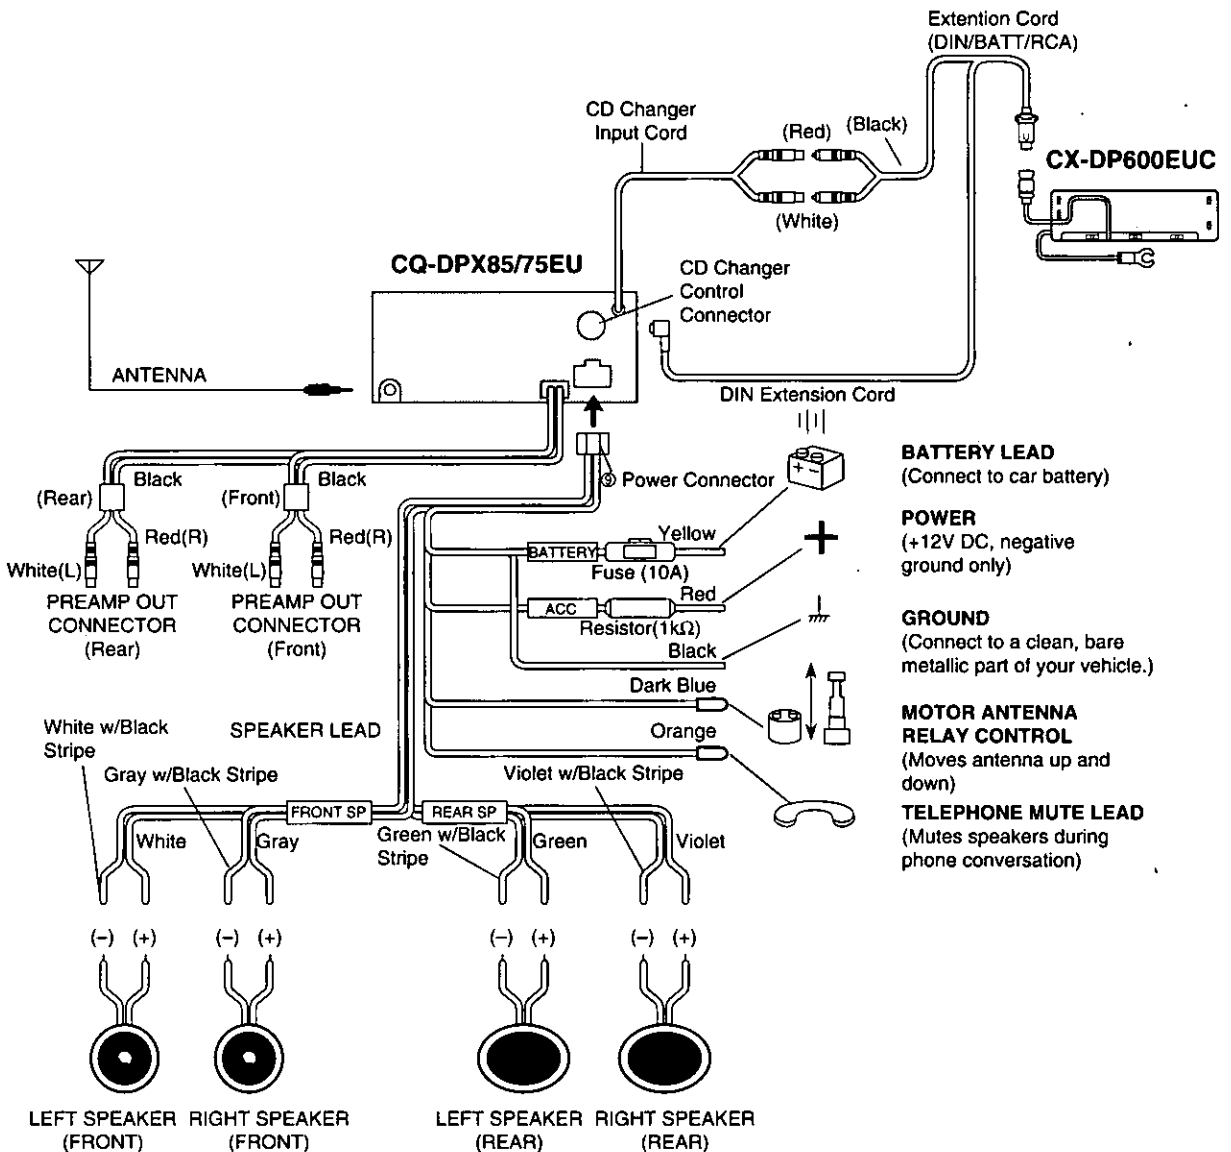 Extention Cord
(DIN/BATT/RCA)
CD Changer
Input Cord
(Red)
(Black)
(White)
CX-DP600EUC
CQ-DPX85/75EU
CD Changer
Control
Connector
ANTENNA
DIN Extension Cord
Black
Black
(Rear)
(Front)
Red(R)
Red(R)
White(L)
White(L)
PREAMP OUT
CONNECTOR
(Rear)
PREAMP OUT
CONNECTOR
(Front)
⑨ Power Connector
+ -
Yellow
BATTERY
Fuse (10A)
Red
ACC
Resistor(1kΩ)
Black
Dark Blue
Orange
BATTERY LEAD
(Connect to car battery)
POWER
(+12V DC, negative
ground only)
GROUND
(Connect to a clean, bare
metallic part of your vehicle.)
MOTOR ANTENNA
RELAY CONTROL
(Moves antenna up and
down)
TELEPHONE MUTE LEAD
(Mutes speakers during
phone conversation)
SPEAKER LEAD
White w/Black
Stripe
Gray w/Black Stripe
Violet w/Black Stripe
FRONT SP
REAR SP
White
Gray
Green w/Black
Stripe
Green
Violet
(−) (+)
(−) (+)
(−) (+)
(−) (+)
LEFT SPEAKER
(FRONT)
RIGHT SPEAKER
(FRONT)
LEFT SPEAKER
(REAR)
RIGHT SPEAKER
(REAR)